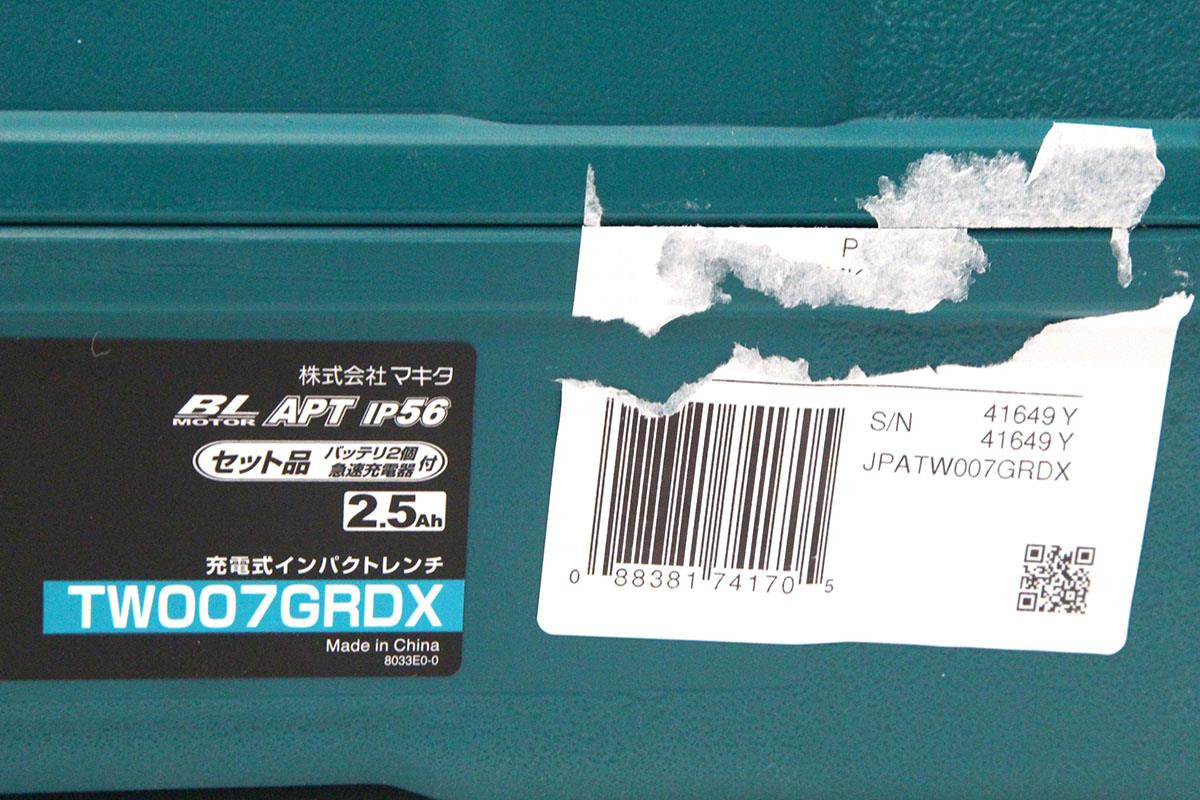 株式会社マキタ
BL MOTOR APT IP56
セット品 バッテリ2個 急速充電器 付
2.5Ah
充電式インパクトレンチ
TW007GRDX
Made in China
8033E0-0
P
S/N 41649 Y
41649 Y
JPATW007GRDX
0 88381 74170 5